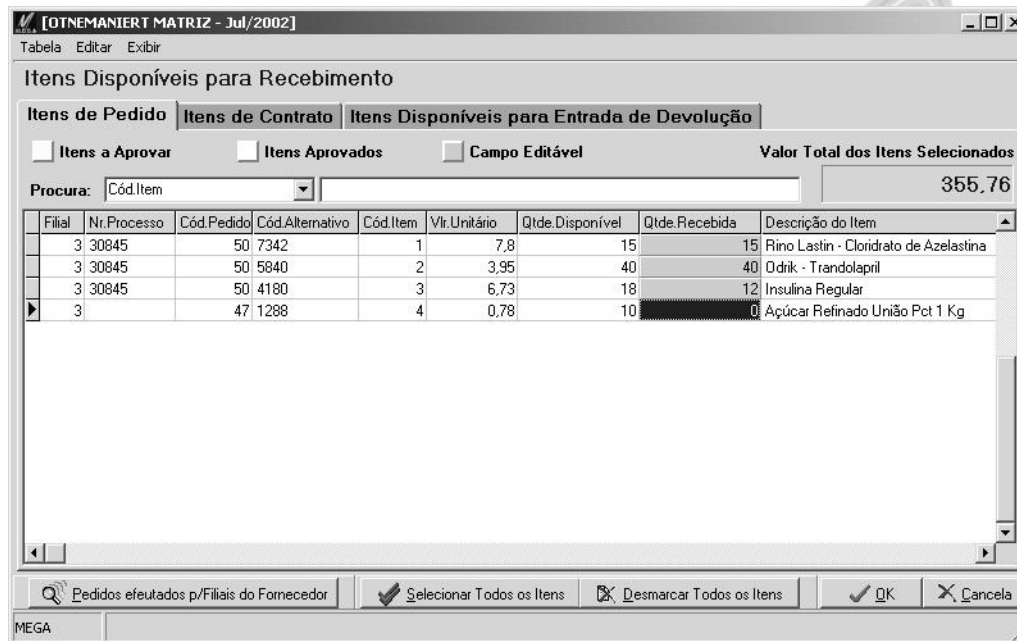 [OTNEMANIERT MATRIZ - Jul/2002]
Tabela Editar Exibir
Itens Disponíveis para Recebimento
Itens de Pedido Itens de Contrato Itens Disponíveis para Entrada de Devolução
Itens a Aprovar Itens Aprovados Campo Editável Valor Total dos Itens Selecionados
Procura: Cód.Item 355,76
Filial Nr.Processo Cód.Pedido Cód.Alternativo Cód.Item Vlr.Unitário Qtde.Disponível Qtde.Recebida Descrição do Item
3 30845 50 7342 1 7,8 15 15 Rino Lastin - Cloridrato de Azelastina
3 30845 50 5840 2 3,95 40 40 Odrik - Trandolapril
3 30845 50 4180 3 6,73 18 12 Insulina Regular
3 47 1288 4 0,78 10 0 Açúcar Refinado União Pct 1 Kg
Pedidos efeutados p/Filiais do Fornecedor Selecionar Todos os Itens Desmarcar Todos os Itens OK Cancela
MEGA